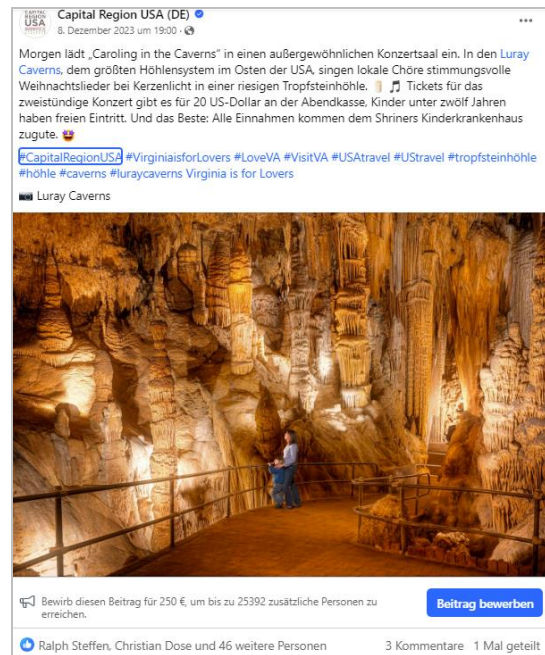 CAPITAL
REGION
USA
Capital Region USA (DE)
8. Dezember 2023 um 19:00 ·
Morgen lädt „Caroling in the Caverns“ in einen außergewöhnlichen Konzertsaal ein. In den Luray
Caverns, dem größten Höhlensystem im Osten der USA, singen lokale Chöre stimmungsvolle
Weihnachtslieder bei Kerzenlicht in einer riesigen Tropfsteinhöhle. 🕯️ 🎵 Tickets für das
zweistündige Konzert gibt es für 20 US-Dollar an der Abendkasse, Kinder unter zwölf Jahren
haben freien Eintritt. Und das Beste: Alle Einnahmen kommen dem Shriners Kinderkrankenhaus
zugute. 🤩
#CapitalRegionUSA #VirginiaisforLovers #LoveVA #VisitVA #USAtravel #UStravel #tropfsteinhöhle
#höhle #caverns #luraycaverns Virginia is for Lovers
📷 Luray Caverns
Bewirb diesen Beitrag für 250 €, um bis zu 25392 zusätzliche Personen zu
erreichen.
Beitrag bewerben
Ralph Steffen, Christian Dose und 46 weitere Personen
3 Kommentare 1 Mal geteilt